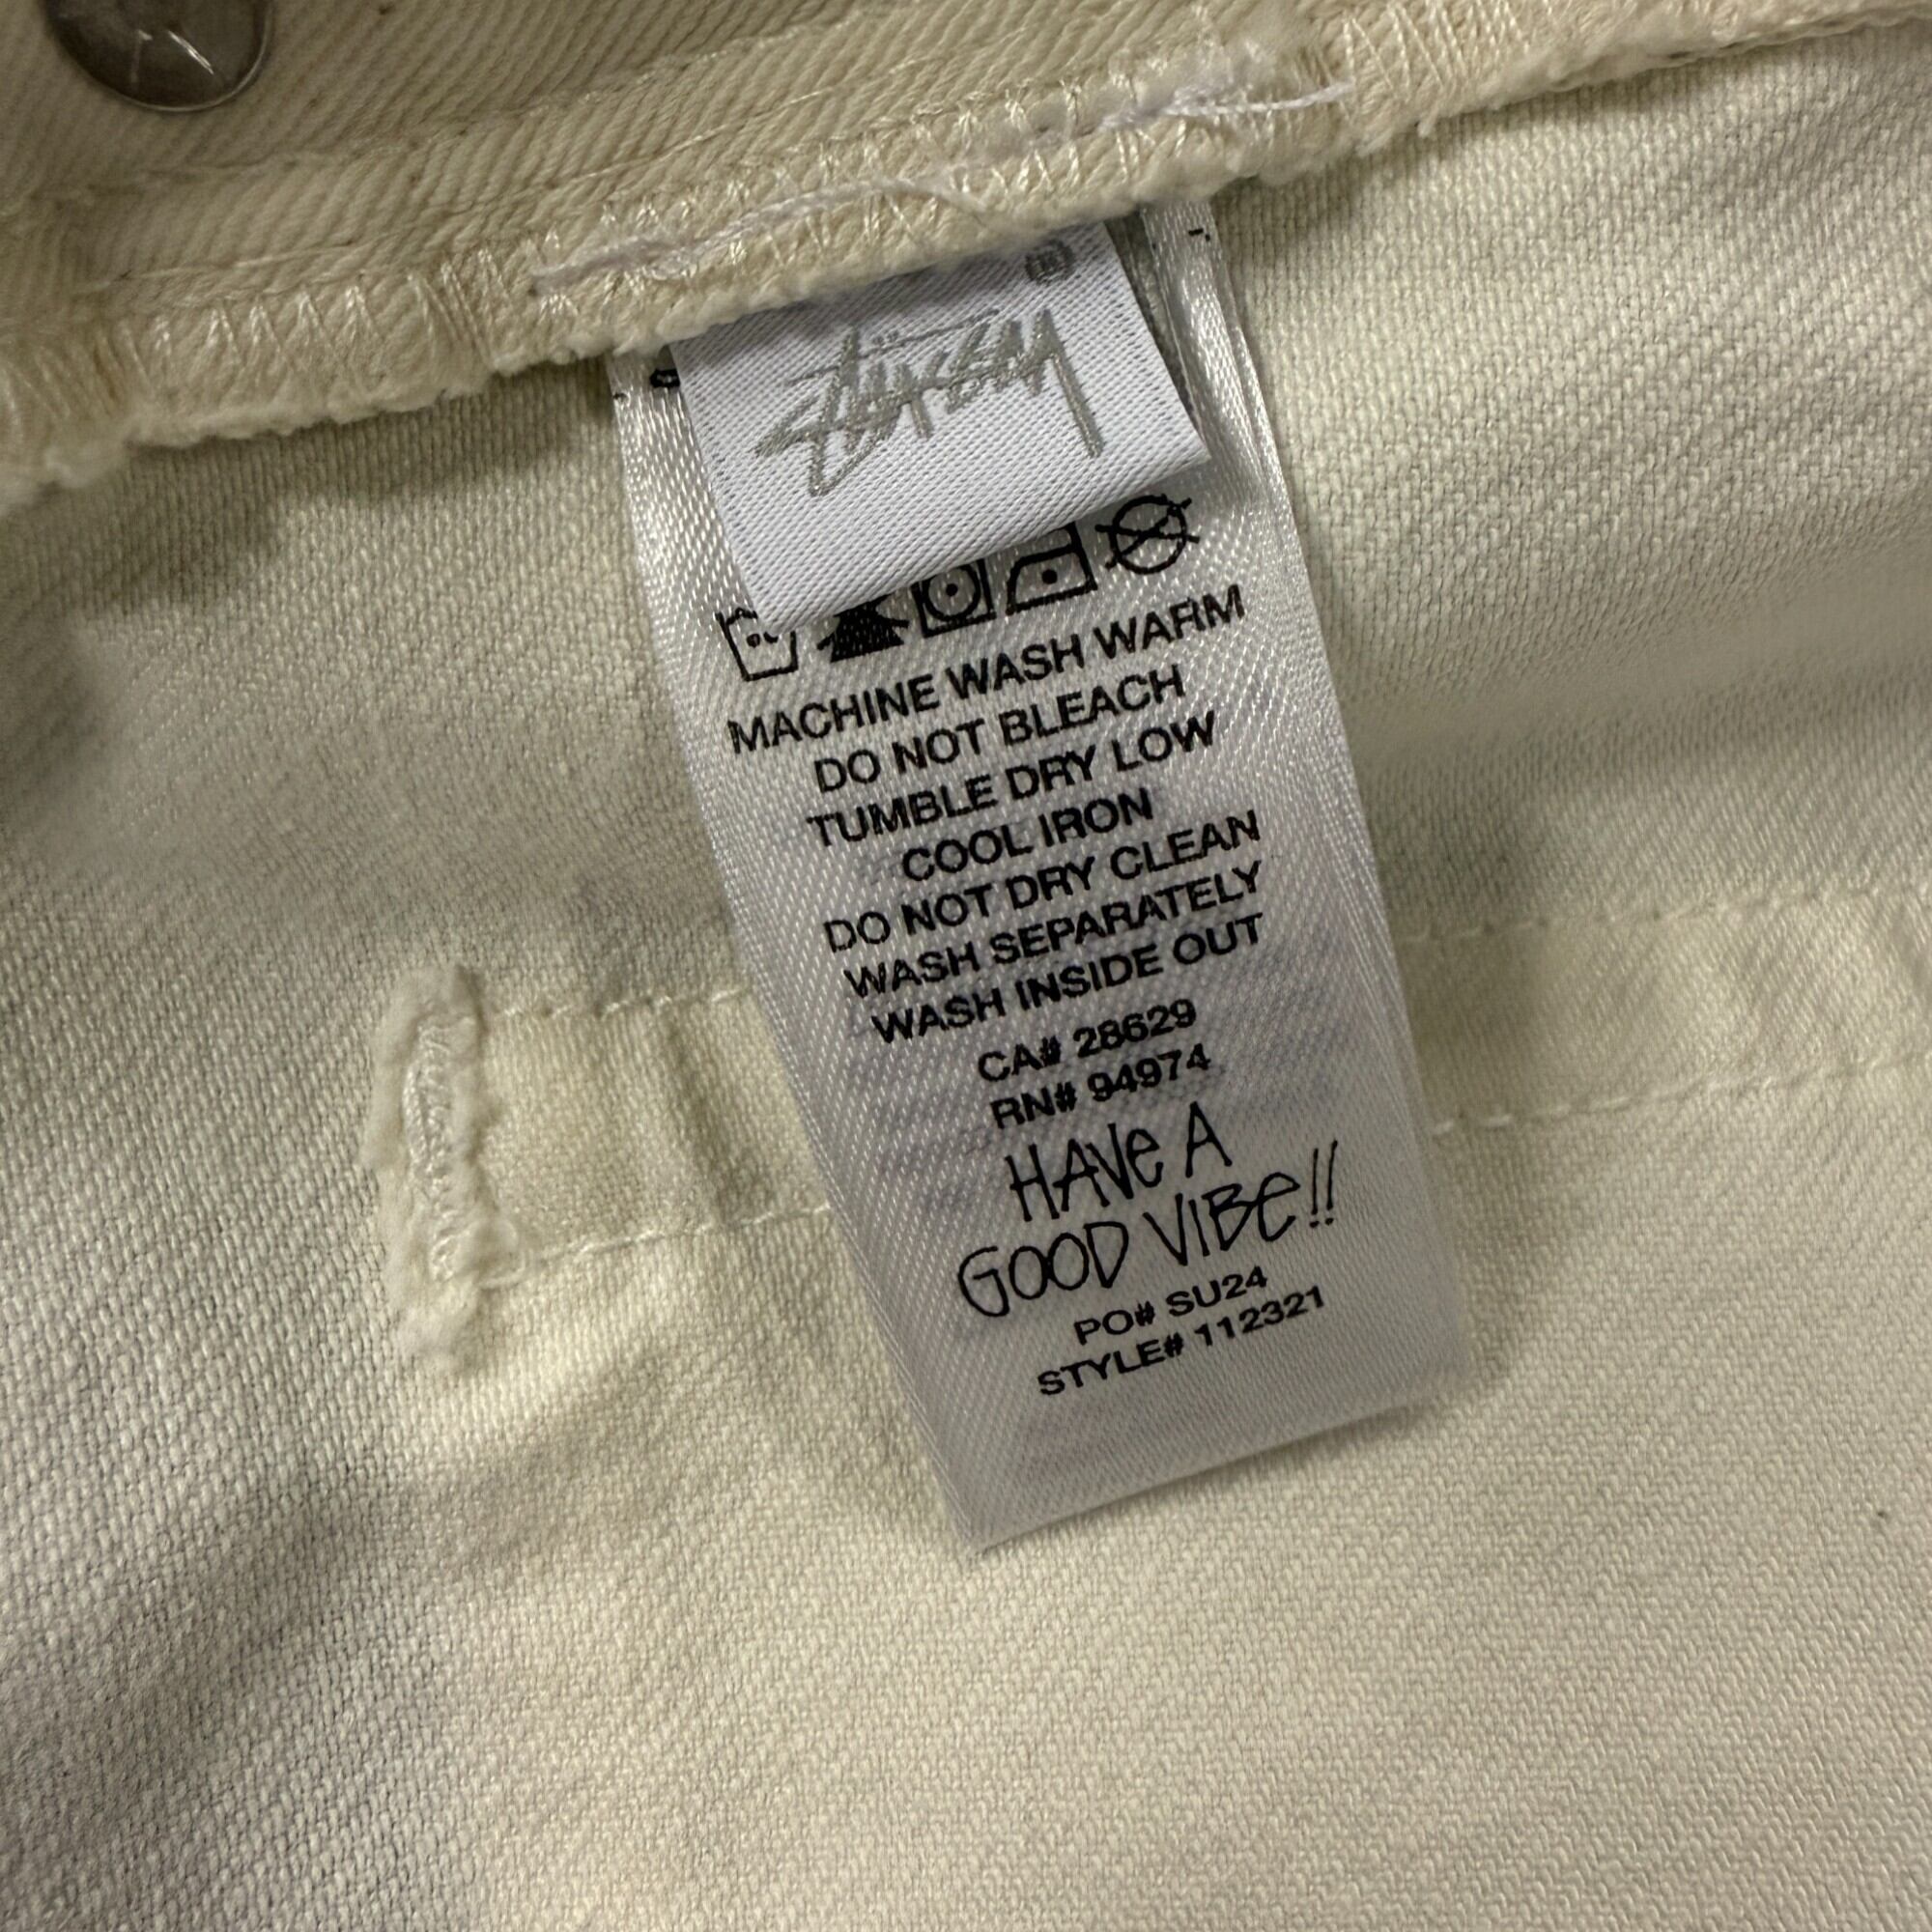 Stüssy
MACHINE WASH WARM
DO NOT BLEACH
TUMBLE DRY LOW
COOL IRON
DO NOT DRY CLEAN
WASH SEPARATELY
WASH INSIDE OUT
CA# 28629
RN# 94974
HAVe A
GOOD VIBe!!
PO# SU24
STYLE# 112321